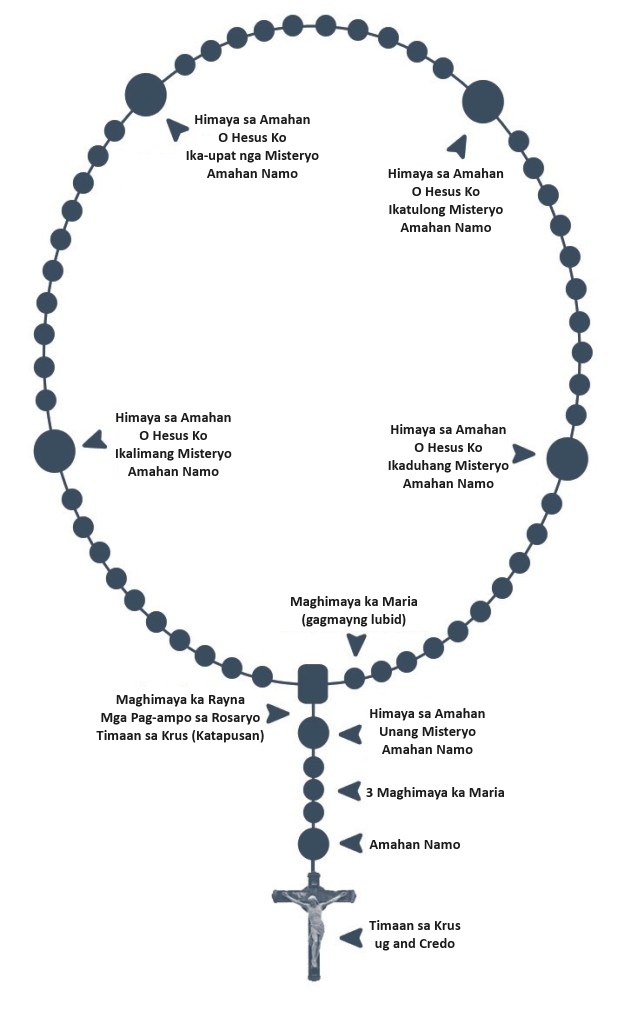 Himaya sa Amahan
O Hesus Ko
Ika-upat nga Misteryo
Amahan Namo
Himaya sa Amahan
O Hesus Ko
Ikatulong Misteryo
Amahan Namo
Himaya sa Amahan
O Hesus Ko
Ikalimang Misteryo
Amahan Namo
Himaya sa Amahan
O Hesus Ko
Ikaduhang Misteryo
Amahan Namo
Maghimaya ka Maria
(gagmayng lubid)
Maghimaya ka Rayna
Mga Pag-ampo sa Rosaryo
Timaan sa Krus (Katapusan)
Himaya sa Amahan
Unang Misteryo
Amahan Namo
3 Maghimaya ka Maria
Amahan Namo
Timaan sa Krus
ug and Credo